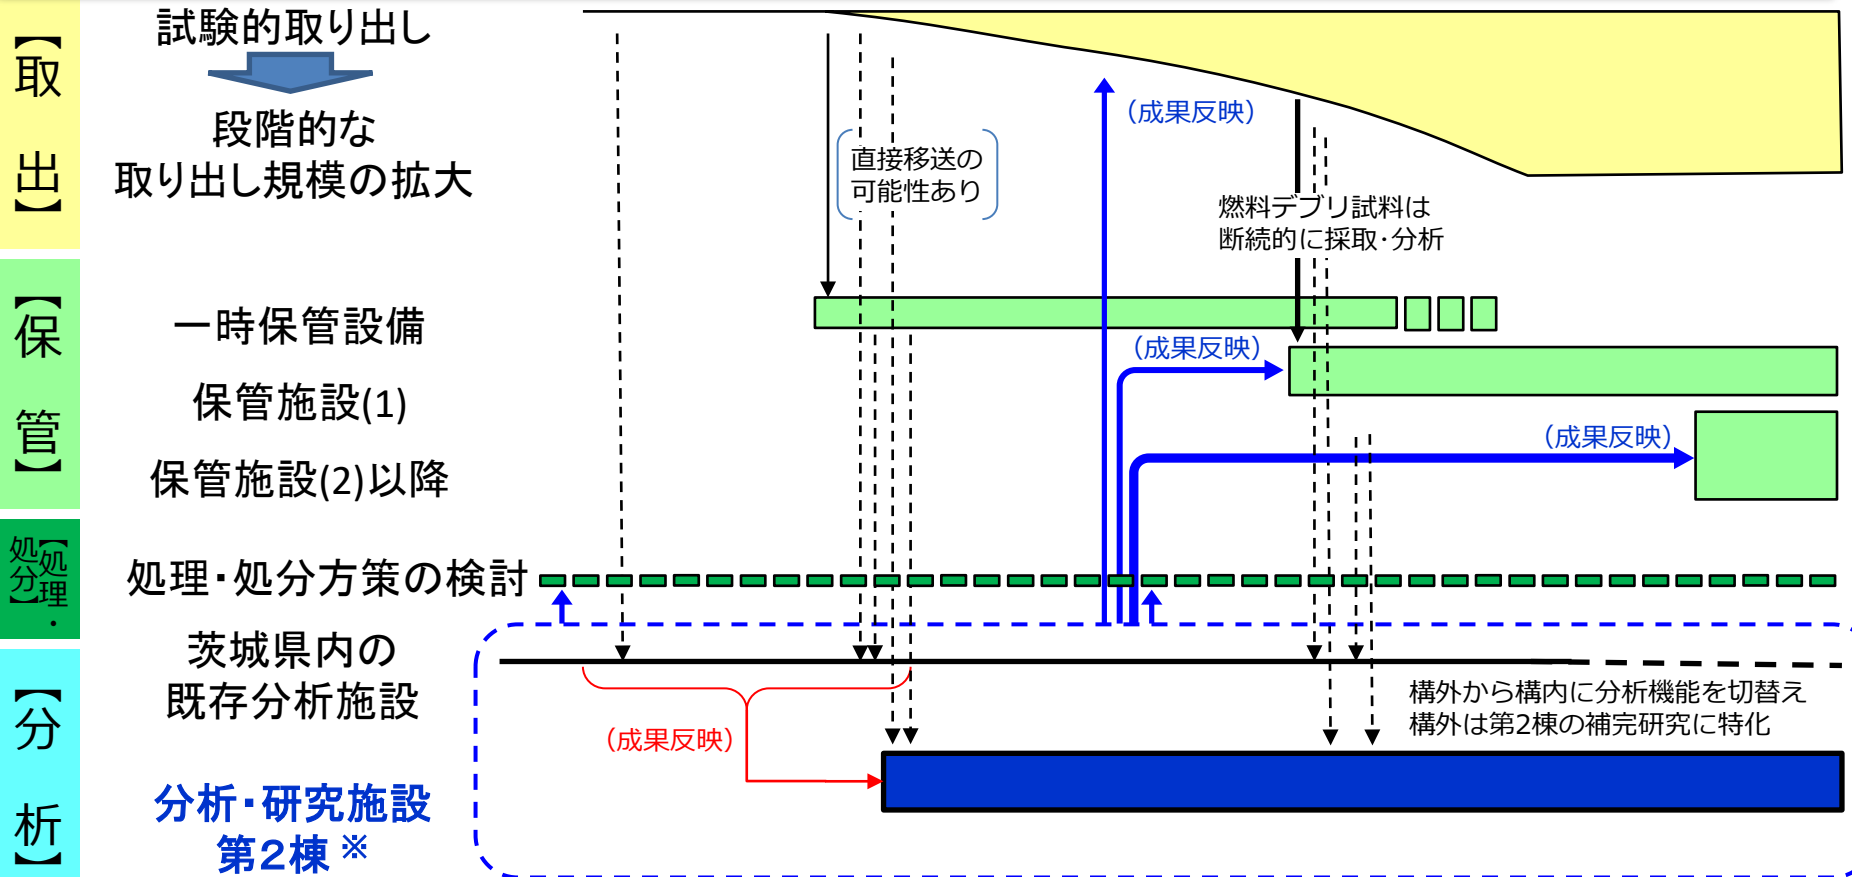 【取出】
試験的取り出し
段階的な
取り出し規模の拡大
(成果反映)
直接移送の
可能性あり
燃料デブリ試料は
断続的に採取・分析
【保管】
一時保管設備
(成果反映)
保管施設(1)
(成果反映)
保管施設(2)以降
【処理・
処分】
処理・処分方策の検討
【分析】
茨城県内の
既存分析施設
構外から構内に分析機能を切替え
構外は第2棟の補完研究に特化
(成果反映)
分析・研究施設
第2棟※